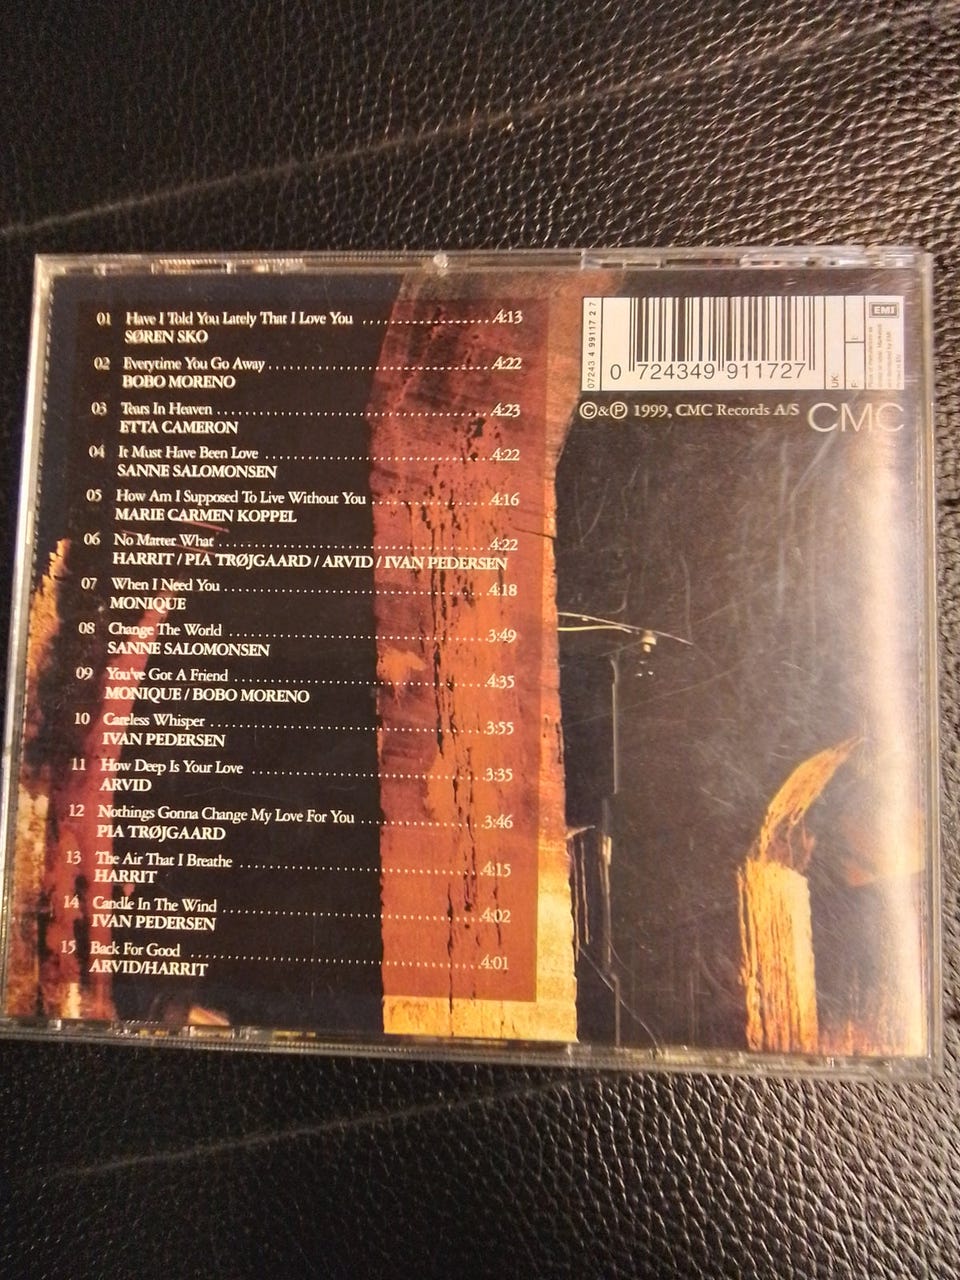 01 Have I Told You Lately That I Love You ........................ 4:13
SØREN SKO
02 Everytime You Go Away ........................................ 4:22
BOBO MORENO
03 Tears In Heaven ................................................ 4:23
ETTA CAMERON
04 It Must Have Been Love ....................................... 4:22
SANNE SALOMONSEN
05 How Am I Supposed To Live Without You .................... 4:16
MARIE CARMEN KOPPEL
06 No Matter What ................................................ 4:22
HARRIT / PIA TRØJGAARD / ARVID / IVAN PEDERSEN
07 When I Need You .............................................. 4:18
MONIQUE
08 Change The World ............................................. 3:49
SANNE SALOMONSEN
09 You've Got A Friend ........................................... 4:35
MONIQUE / BOBO MORENO
10 Careless Whisper .............................................. 3:55
IVAN PEDERSEN
11 How Deep Is Your Love ........................................ 3:35
ARVID
12 Nothings Gonna Change My Love For You ..................... 3:46
PIA TRØJGAARD
13 The Air That I Breathe ......................................... 4:15
HARRIT
14 Candle In The Wind ............................................ 4:02
IVAN PEDERSEN
15 Back For Good ................................................. 4:01
ARVID/HARRIT
07243 4 99117 2 7
0 724349 911727
UK:
F:
I:
EMI
©&℗ 1999, CMC Records A/S
CMC